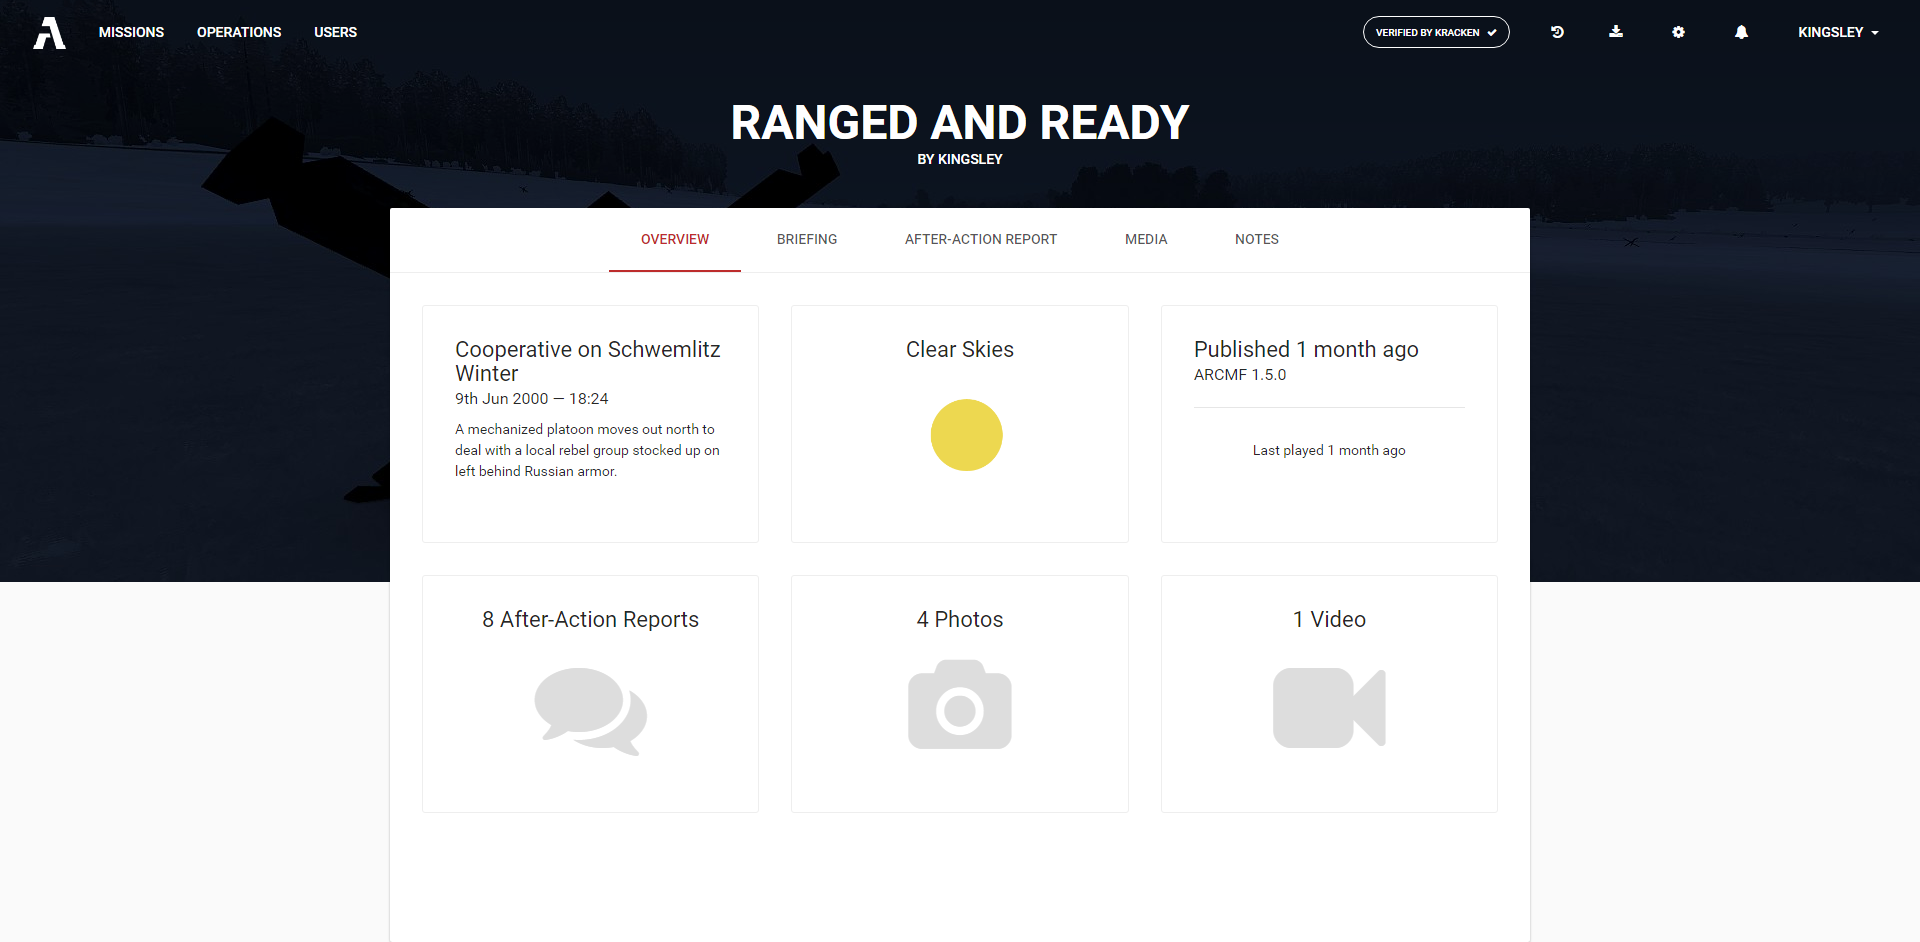 MISSIONS OPERATIONS USERS VERIFIED BY KRACKEN KINGSLEY
RANGED AND READY
BY KINGSLEY
OVERVIEW BRIEFING AFTER-ACTION REPORT MEDIA NOTES
Cooperative on Schwemlitz
Winter
9th Jun 2000 — 18:24
A mechanized platoon moves out north to
deal with a local rebel group stocked up on
left behind Russian armor.
Clear Skies
Published 1 month ago
ARCMF 1.5.0
Last played 1 month ago
8 After-Action Reports
4 Photos
1 Video